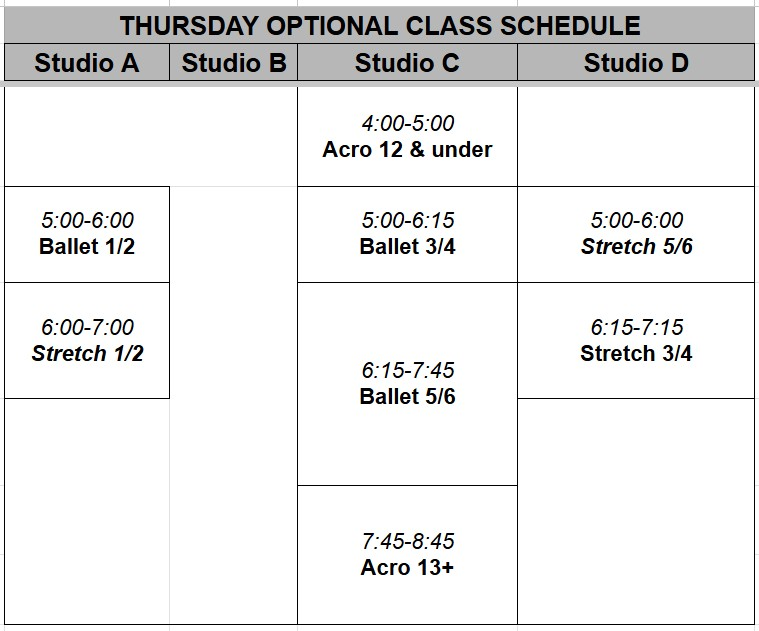 THURSDAY OPTIONAL CLASS SCHEDULE
Studio A Studio B Studio C Studio D
4:00-5:00
Acro 12 & under
5:00-6:00 5:00-6:15 5:00-6:00
Ballet 1/2 Ballet 3/4 Stretch 5/6
6:00-7:00 6:15-7:15
Stretch 1/2 Stretch 3/4
6:15-7:45
Ballet 5/6
7:45-8:45
Acro 13+